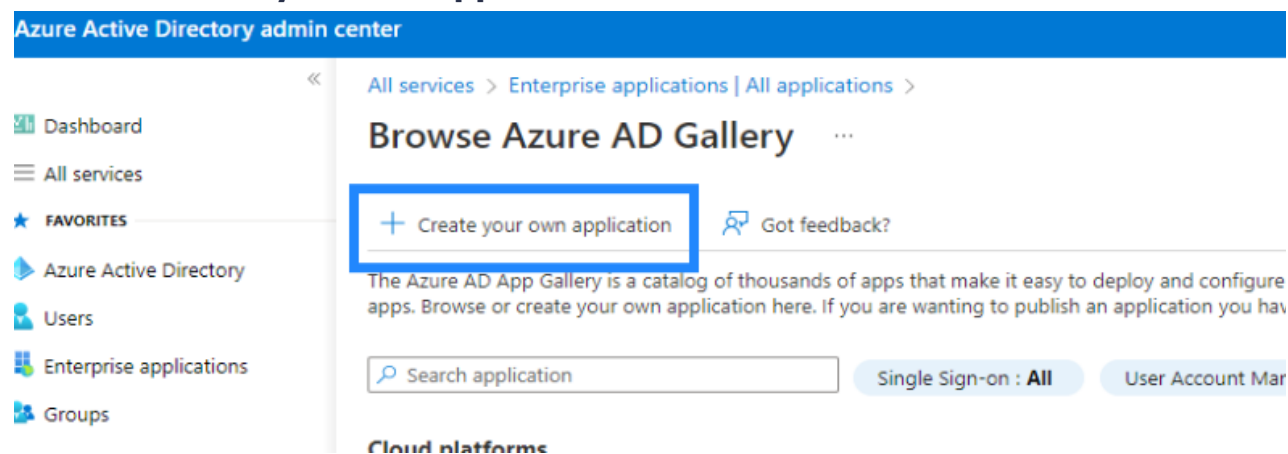 Azure Active Directory admin center
«
All services > Enterprise applications | All applications >
Browse Azure AD Gallery ...
Dashboard
All services
FAVORITES
+ Create your own application
Got feedback?
The Azure AD App Gallery is a catalog of thousands of apps that make it easy to deploy and configure
apps. Browse or create your own application here. If you are wanting to publish an application you hav
Azure Active Directory
Users
Enterprise applications
Groups
Search application
Single Sign-on : All
User Account Mar
Cloud platforms